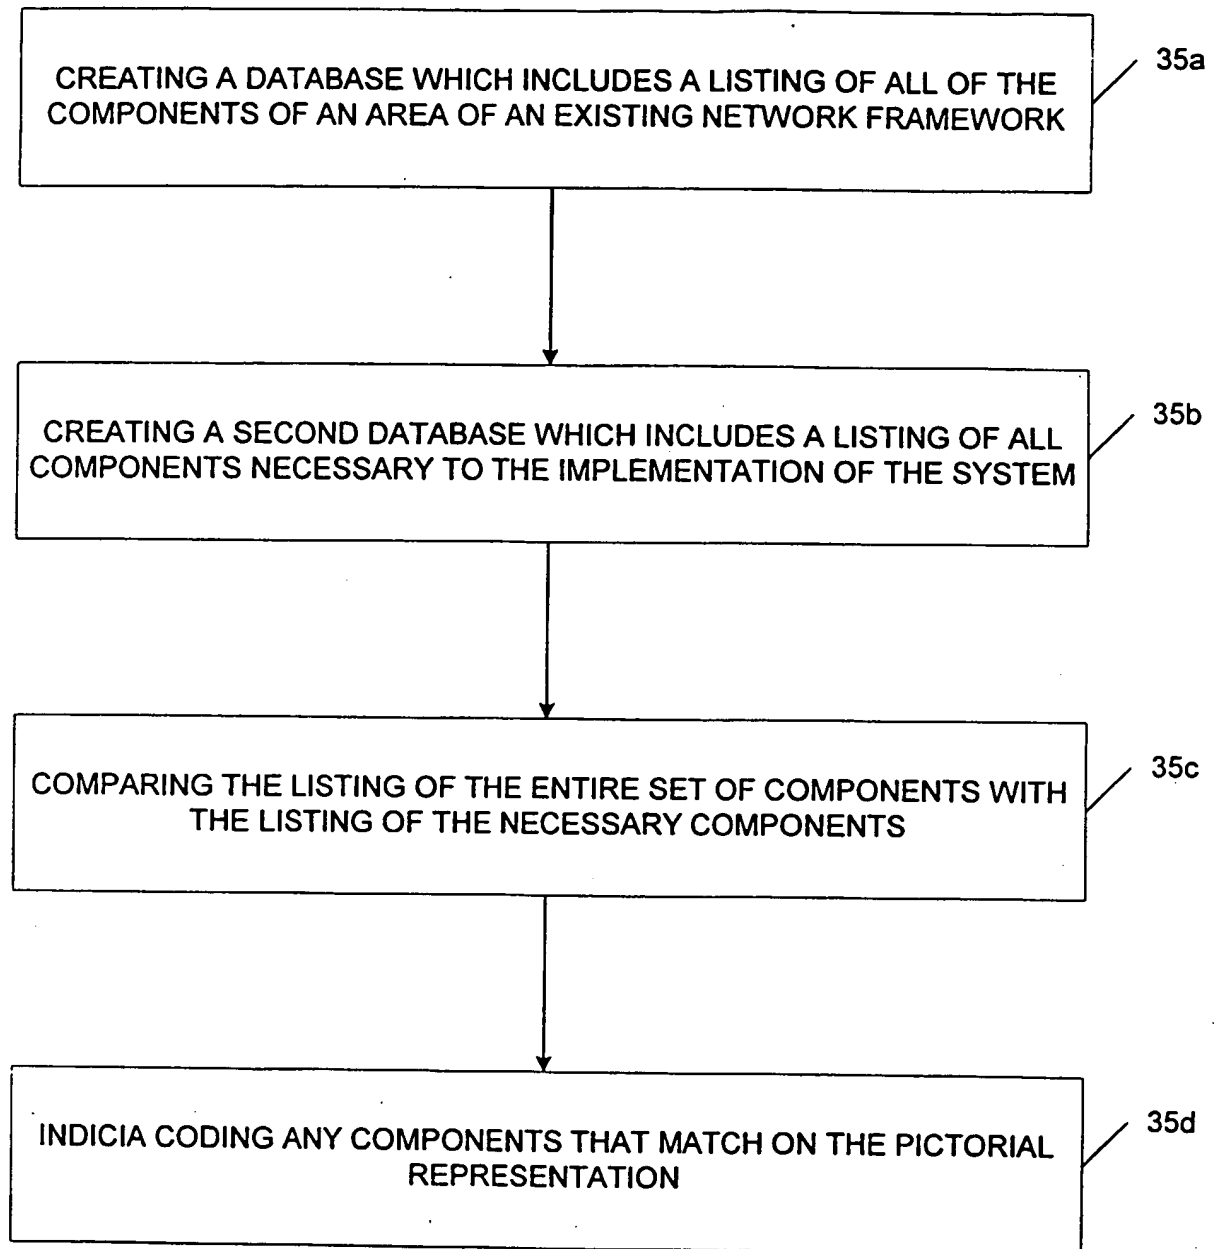 CREATING A DATABASE WHICH INCLUDES A LISTING OF ALL OF THE
COMPONENTS OF AN AREA OF AN EXISTING NETWORK FRAMEWORK
35a
CREATING A SECOND DATABASE WHICH INCLUDES A LISTING OF ALL
COMPONENTS NECESSARY TO THE IMPLEMENTATION OF THE SYSTEM
35b
COMPARING THE LISTING OF THE ENTIRE SET OF COMPONENTS WITH
THE LISTING OF THE NECESSARY COMPONENTS
35c
INDICIA CODING ANY COMPONENTS THAT MATCH ON THE PICTORIAL
REPRESENTATION
35d